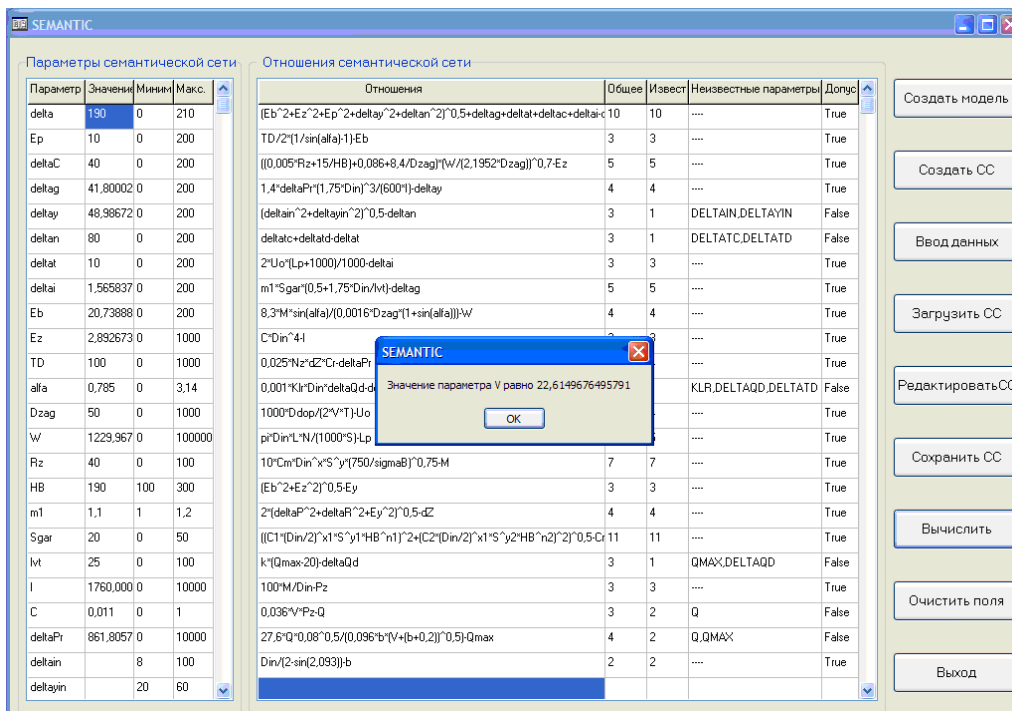 SEMANTIC
Параметры семантической сети
Отношения семантической сети
Параметр Значение Миним Макс.
delta 190 0 210
Ep 10 0 200
deltaC 40 0 200
deltag 41,80002 0 200
deltay 48,98672 0 200
deltan 80 0 200
deltat 10 0 200
deltai 1,565837 0 200
Eb 20,73888 0 200
Ez 2,892673 0 1000
TD 100 0 1000
alfa 0,785 0 3,14
Dzag 50 0 1000
W 1229,967 0 100000
Rz 40 0 100
HB 190 100 300
m1 1,1 1 1,2
Sgar 20 0 50
lvt 25 0 100
I 1760,000 0 10000
C 0,011 0 1
deltaPr 861,8057 0 10000
deltain 8 100
deltayin 20 60
Отношения Общее Извест Неизвестные параметры Допус
(Eb^2+Ez^2+Ep^2+deltay^2+deltan^2)^0,5+deltag+deltat+deltac+deltai-c 10 10 ---- True
TD/2*(1/sin(alfa)-1)-Eb 3 3 ---- True
((0,005*Rz+15/HB)+0,086+8,4/Dzag)*(W/(2,1952*Dzag))^0,7-Ez 5 5 ---- True
1,4*deltaPr*(1,75*Din)^3/(600*I)-deltay 4 4 ---- True
(deltain^2+deltayin^2)^0,5-deltan 3 1 DELTAIN,DELTAYIN False
deltatc+deltatd-deltat 3 1 DELTATC,DELTATD False
2*Uo*(Lp+1000)/1000-deltai 3 3 ---- True
m1*Sgar*(0,5+1,75*Din/lvt)-deltag 5 5 ---- True
8,3*M*sin(alfa)/(0,0016*Dzag*(1+sin(alfa)))-W 4 4 ---- True
C*Din^4-I ---- True
0,025*Nz*dZ*Cr-deltaPr ---- True
0,001*Klr*Din*deltaQd-de KLR,DELTAQD,DELTATD False
1000*Ddop/(2*V*T)-Uo ---- True
pi*Din*L*N/(1000*S)-Lp ---- True
10*Cm*Din^x*S^y*(750/sigmaB)^0,75-M 7 7 ---- True
(Eb^2+Ez^2)^0,5-Ey 3 3 ---- True
2*(deltaP^2+deltaR^2+Ey^2)^0,5-dZ 4 4 ---- True
((C1*(Din/2)^x1*S^y1*HB^n1)^2+(C2*(Din/2)^x1*S^y2*HB^n2)^2)^0,5-Cr 11 11 ---- True
k*(Qmax-20)-deltaQd 3 1 QMAX,DELTAQD False
100*M/Din-Pz 3 3 ---- True
0,036*V*Pz-Q 3 2 Q False
27,6*Q*0,08^0,5/(0,096*b*(V+(b+0,2))^0,5)-Qmax 4 2 Q,QMAX False
Din/(2-sin(2,093))-b 2 2 ---- True
SEMANTIC
Значение параметра V равно 22,6149676495791
OK
Создать модель
Создать СС
Ввод данных
Загрузить СС
РедактироватьСС
Сохранить СС
Вычислить
Очистить поля
Выход